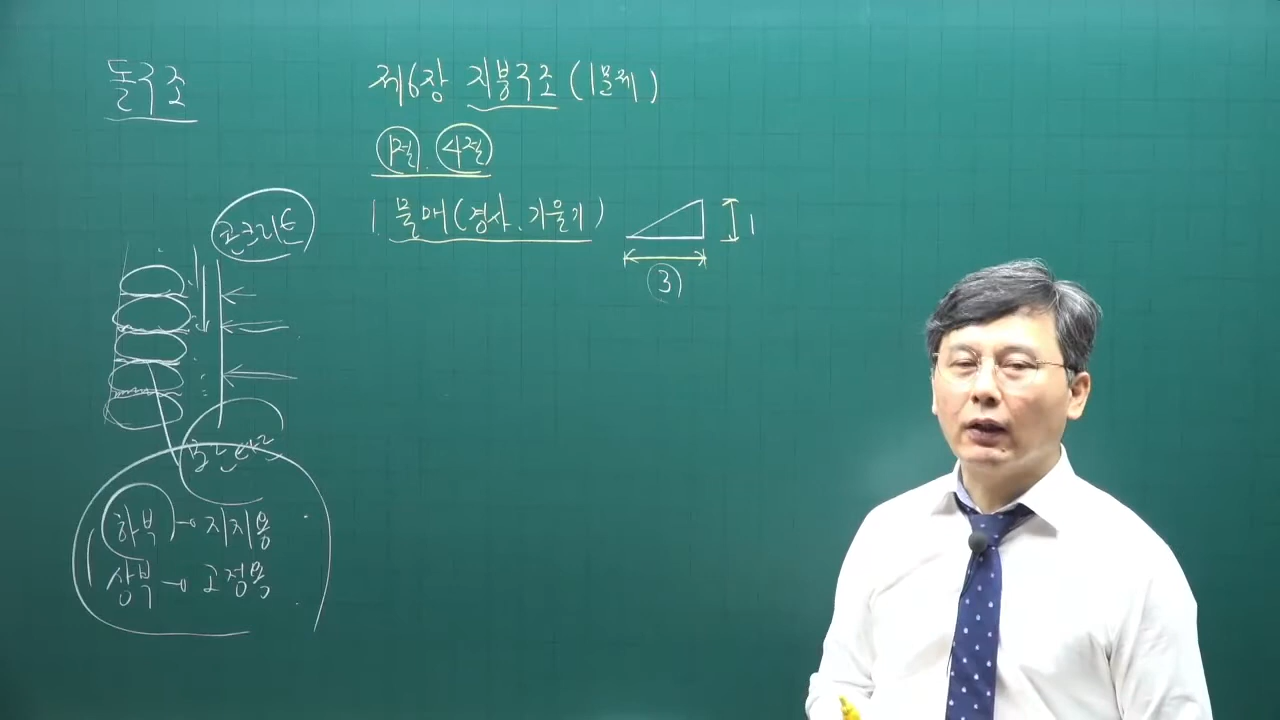 돌구조
콘크리트
하부 → 지지용
상부 → 고정용
제6장 지붕구조 (1문제)
1절. 4절
1. 물매 (경사. 기울기)
1
3